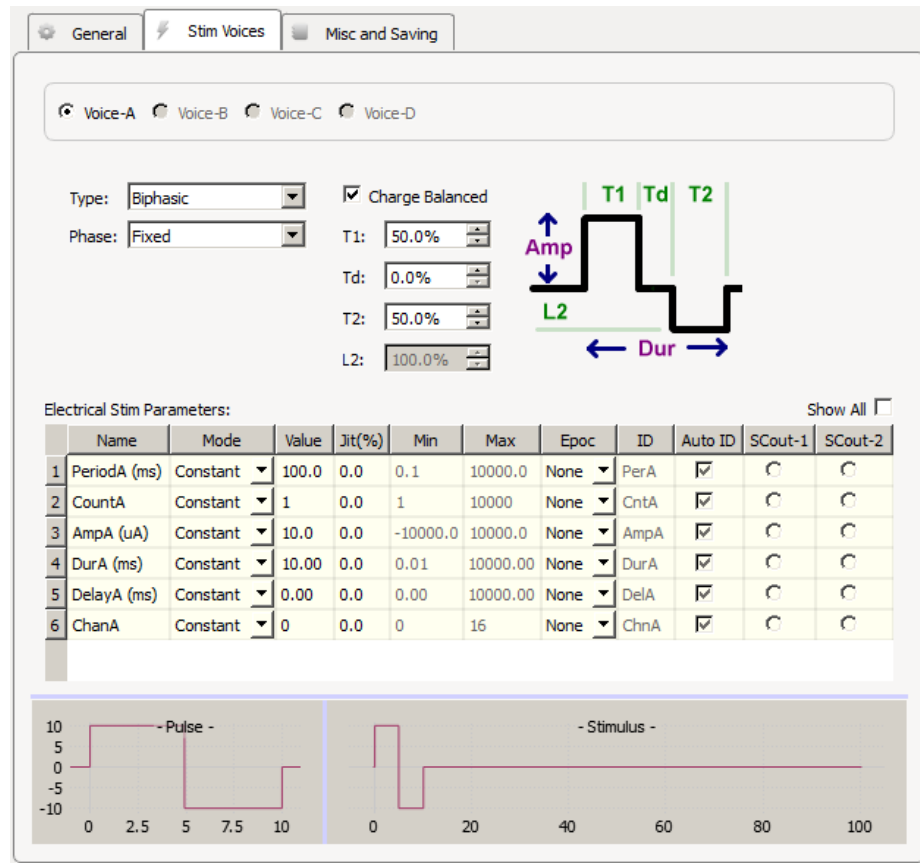 General Stim Voices Misc and Saving
Voice-A Voice-B Voice-C Voice-D
Type: Biphasic
Phase: Fixed
Charge Balanced
T1: 50.0%
Td: 0.0%
T2: 50.0%
L2: 100.0%
T1 Td T2
Amp
L2
Dur
Electrical Stim Parameters: Show All
Name Mode Value Jit(%) Min Max Epoc ID Auto ID SCout-1 SCout-2
1 PeriodA (ms) Constant 100.0 0.0 0.1 10000.0 None PerA
2 CountA Constant 1 0.0 1 10000 None CntA
3 AmpA (uA) Constant 10.0 0.0 -10000.0 10000.0 None AmpA
4 DurA (ms) Constant 10.00 0.0 0.01 10000.00 None DurA
5 DelayA (ms) Constant 0.00 0.0 0.00 10000.00 None DelA
6 ChanA Constant 0 0.0 0 16 None ChnA
- Pulse -
10
5
0
-5
-10
0 2.5 5 7.5 10
- Stimulus -
0 20 40 60 80 100